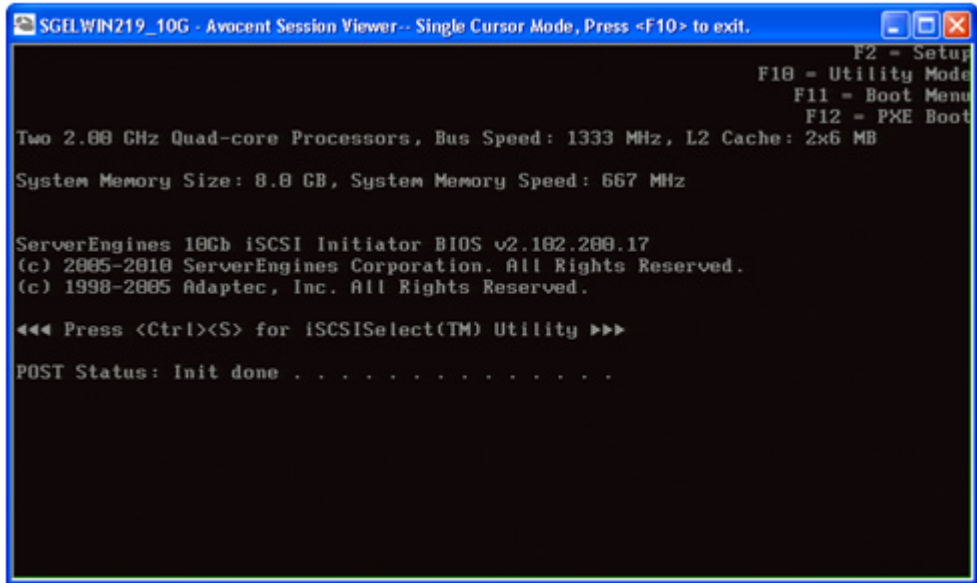 SGELWIN219_10G - Avocent Session Viewer-- Single Cursor Mode, Press <F10> to exit.
F2 = Setup
F10 = Utility Mode
F11 = Boot Menu
F12 = PXE Boot
Two 2.00 GHz Quad-core Processors, Bus Speed: 1333 MHz, L2 Cache: 2x6 MB
System Memory Size: 8.0 GB, System Memory Speed: 667 MHz
ServerEngines 10Gb iSCSI Initiator BIOS v2.102.200.17
(c) 2005-2010 ServerEngines Corporation. All Rights Reserved.
(c) 1998-2005 Adaptec, Inc. All Rights Reserved.
◄◄◄ Press <Ctrl><S> for iSCSISelect(TM) Utility ►►►
POST Status: Init done . . . . . . . . . . . . . .